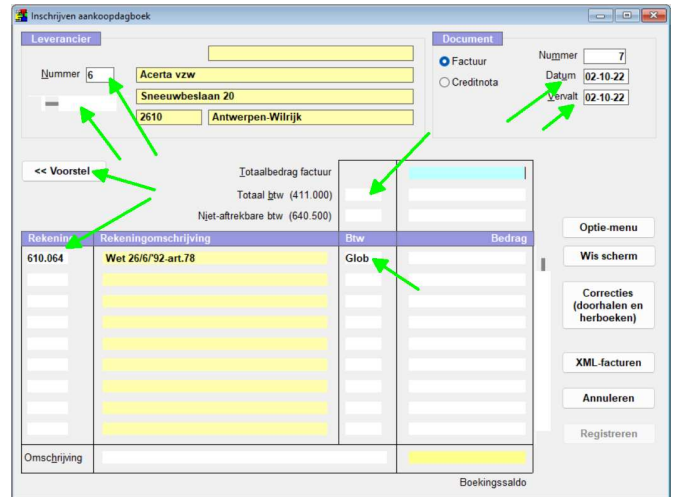 Inschrijven aankoopdagboek
Leverancier
Nummer 6
Acerta vzw
Sneeuwbeslaan 20
2610 Antwerpen-Wilrijk
Document
Factuur
Creditnota
Nummer 7
Datum 02-10-22
Vervalt 02-10-22
<< Voorstel
Totaalbedrag factuur
Totaal btw (411.000)
Niet-aftrekbare btw (640.500)
Rekening Rekeningomschrijving Btw Bedrag
610.064 Wet 26/6/'92-art.78 Glob
Omschrijving
Boekingssaldo
Optie-menu
Wis scherm
Correcties
(doorhalen en
herboeken)
XML-facturen
Annuleren
Registreren